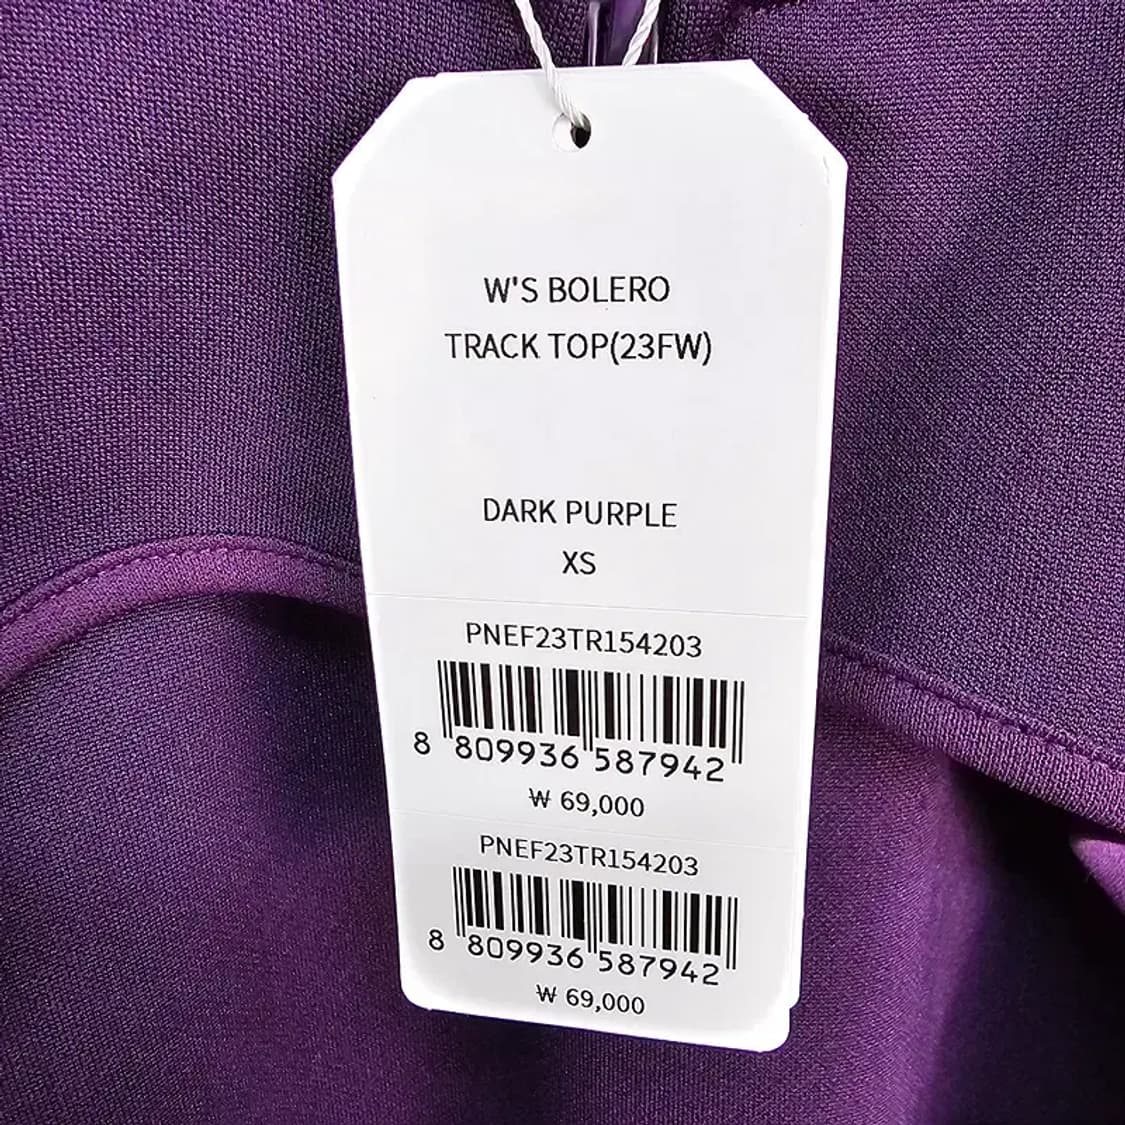 W'S BOLERO
TRACK TOP(23FW)
DARK PURPLE
XS
PNEF23TR154203
8 809936 587942
₩ 69,000
PNEF23TR154203
8 809936 587942
₩ 69,000